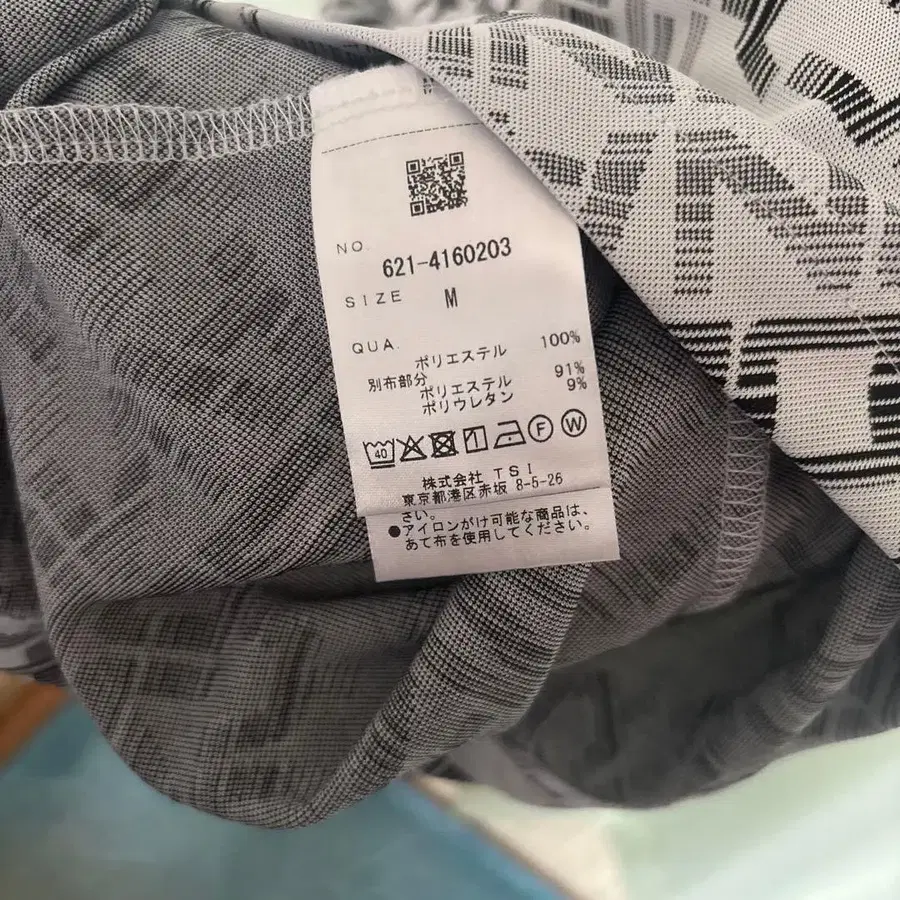 NO.
621-4160203
SIZE M
QUA.
ポリエステル 100%
別布部分
ポリエステル 91%
ポリウレタン 9%
40 F W
株式会社 TSI
東京都港区赤坂 8-5-26
さい。
●アイロンがけ可能な商品は、
あて布を使用してください。